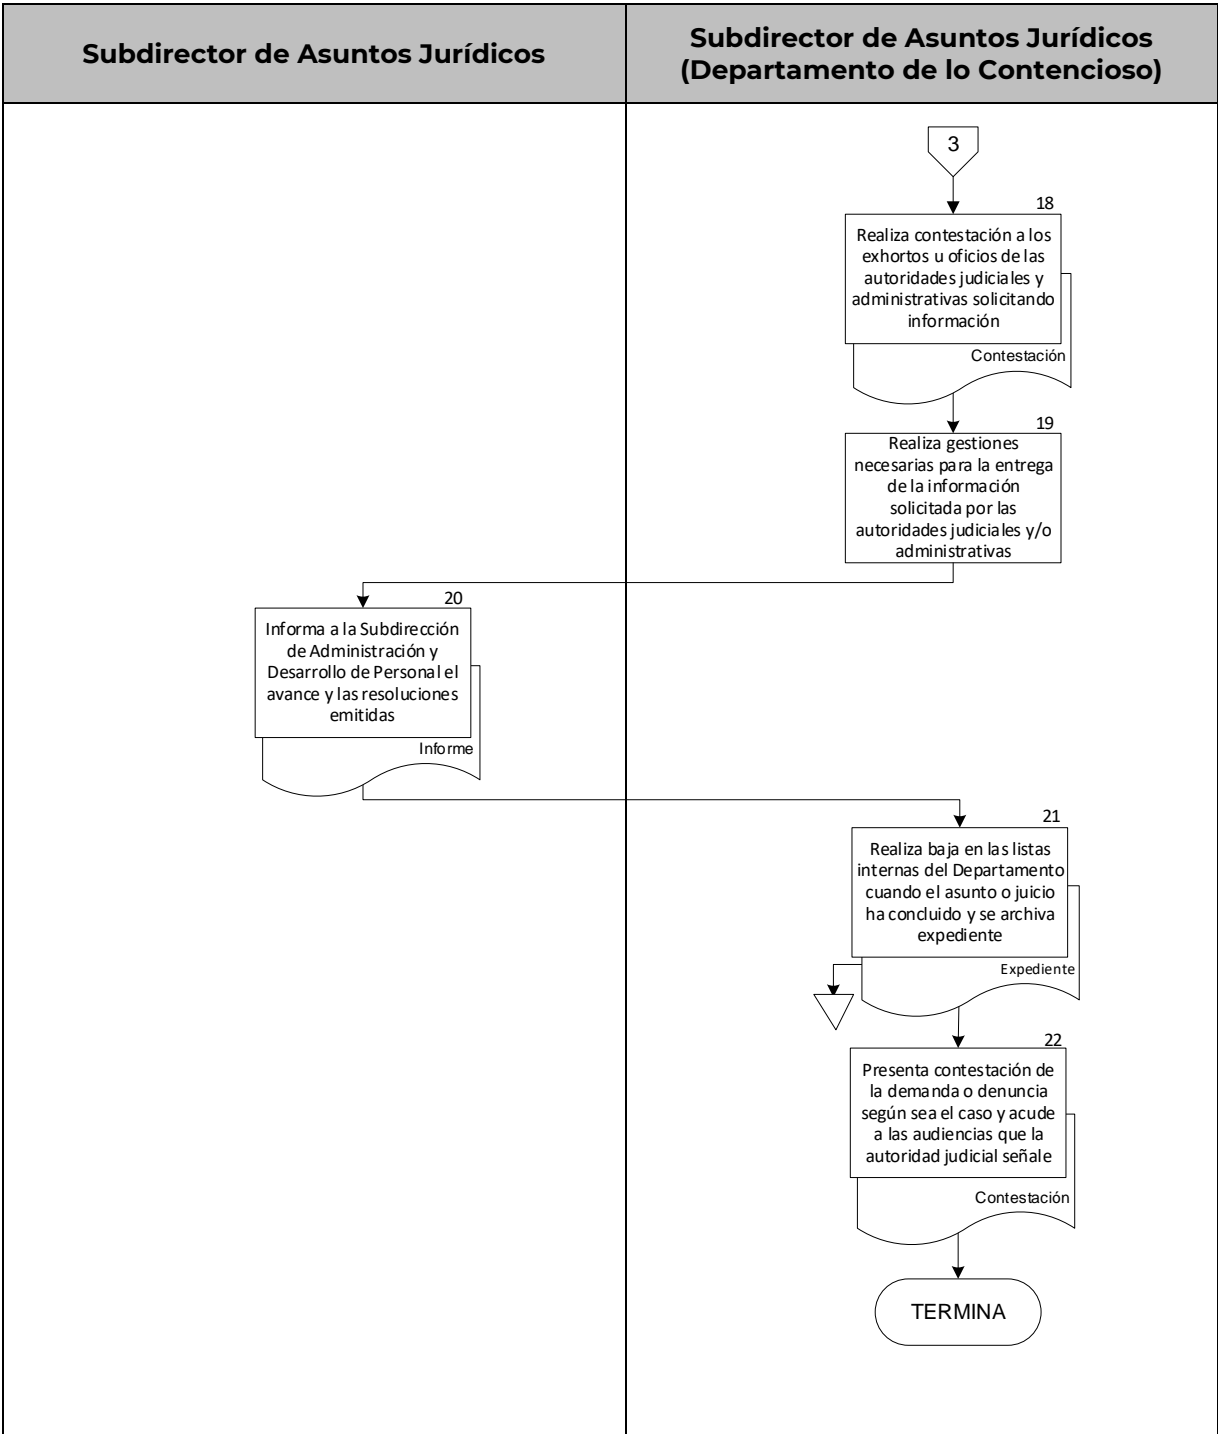 Subdirector de Asuntos Jurídicos
Subdirector de Asuntos Jurídicos
(Departamento de lo Contencioso)
3
18
Realiza contestación a los
exhortos u oficios de las
autoridades judiciales y
administrativas solicitando
información
Contestación
19
Realiza gestiones
necesarias para la entrega
de la información
solicitada por las
autoridades judiciales y/o
administrativas
20
Informa a la Subdirección
de Administración y
Desarrollo de Personal el
avance y las resoluciones
emitidas
Informe
21
Realiza baja en las listas
internas del Departamento
cuando el asunto o juicio
ha concluido y se archiva
expediente
Expediente
22
Presenta contestación de
la demanda o denuncia
según sea el caso y acude
a las audiencias que la
autoridad judicial señale
Contestación
TERMINA